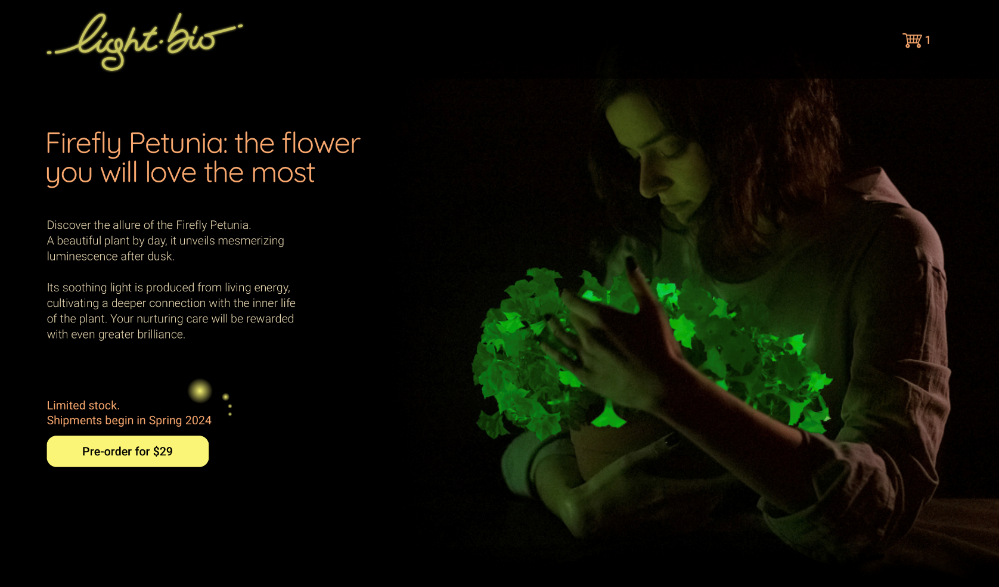 light·bio
1
Firefly Petunia: the flower
you will love the most
Discover the allure of the Firefly Petunia.
A beautiful plant by day, it unveils mesmerizing
luminescence after dusk.
Its soothing light is produced from living energy,
cultivating a deeper connection with the inner life
of the plant. Your nurturing care will be rewarded
with even greater brilliance.
Limited stock.
Shipments begin in Spring 2024
Pre-order for $29